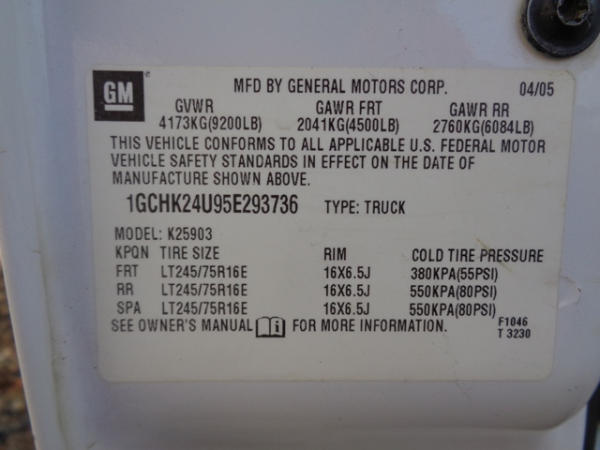 GM
MFD BY GENERAL MOTORS CORP. 04/05
GVWR GAWR FRT GAWR RR
4173KG(9200LB) 2041KG(4500LB) 2760KG(6084LB)
THIS VEHICLE CONFORMS TO ALL APPLICABLE U.S. FEDERAL MOTOR
VEHICLE SAFETY STANDARDS IN EFFECT ON THE DATE OF
MANUFACTURE SHOWN ABOVE.
1GCHK24U95E293736 TYPE: TRUCK
MODEL: K25903
KPQN TIRE SIZE RIM COLD TIRE PRESSURE
FRT LT245/75R16E 16X6.5J 380KPA(55PSI)
RR LT245/75R16E 16X6.5J 550KPA(80PSI)
SPA LT245/75R16E 16X6.5J 550KPA(80PSI)
SEE OWNER'S MANUAL FOR MORE INFORMATION. F1046
T 3230